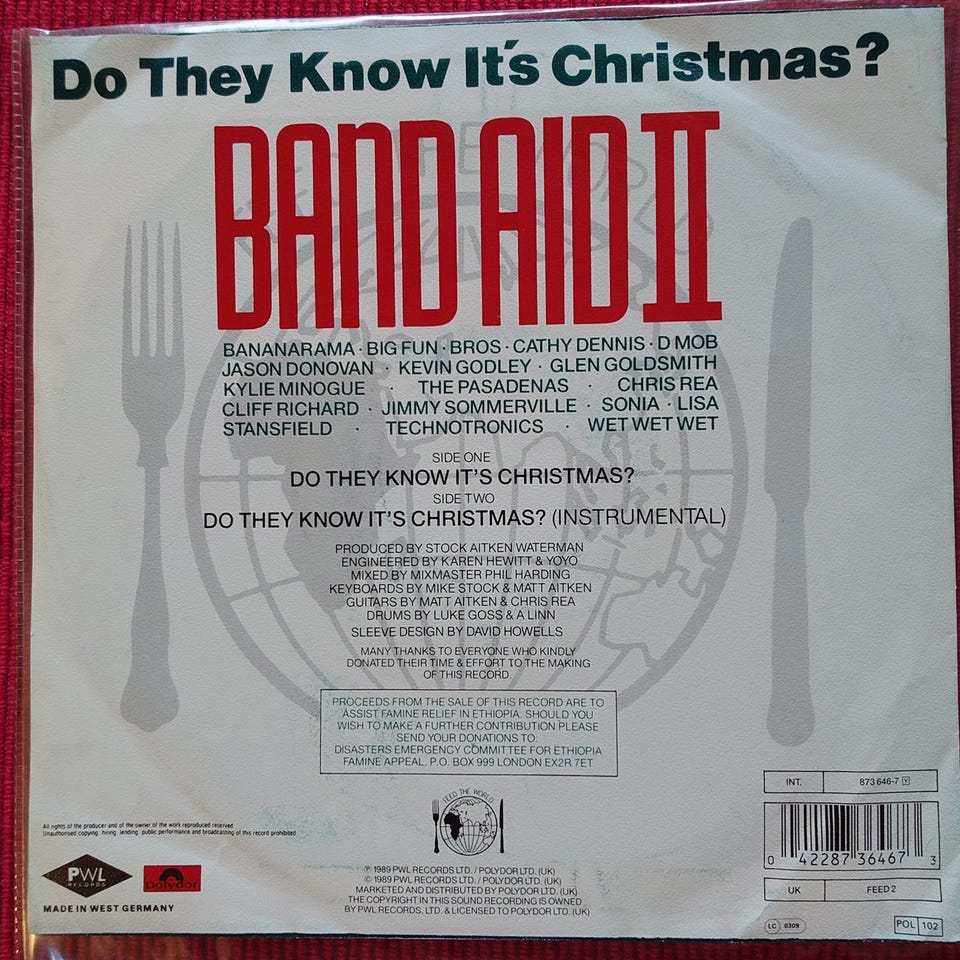 Do They Know It's Christmas?
FEED THE WORLD
BAND AID II
BANANARAMA · BIG FUN · BROS · CATHY DENNIS · D MOB
JASON DONOVAN · KEVIN GODLEY · GLEN GOLDSMITH
KYLIE MINOGUE · THE PASADENAS · CHRIS REA
CLIFF RICHARD · JIMMY SOMMERVILLE · SONIA · LISA
STANSFIELD · TECHNOTRONICS · WET WET WET
SIDE ONE
DO THEY KNOW IT'S CHRISTMAS?
SIDE TWO
DO THEY KNOW IT'S CHRISTMAS? (INSTRUMENTAL)
PRODUCED BY STOCK AITKEN WATERMAN
ENGINEERED BY KAREN HEWITT & YOYO
MIXED BY MIXMASTER PHIL HARDING
KEYBOARDS BY MIKE STOCK & MATT AITKEN
GUITARS BY MATT AITKEN & CHRIS REA
DRUMS BY LUKE GOSS & A LINN
SLEEVE DESIGN BY DAVID HOWELLS
MANY THANKS TO EVERYONE WHO KINDLY
DONATED THEIR TIME & EFFORT TO THE MAKING
OF THIS RECORD.
PROCEEDS FROM THE SALE OF THIS RECORD ARE TO
ASSIST FAMINE RELIEF IN ETHIOPIA. SHOULD YOU
WISH TO MAKE A FURTHER CONTRIBUTION PLEASE
SEND YOUR DONATIONS TO:
DISASTERS EMERGENCY COMMITTEE FOR ETHIOPIA
FAMINE APPEAL, P.O. BOX 999 LONDON EX2R 7ET
FEED THE WORLD
INT. 873 646-7 Y
0 42287 36467 3
UK FEED 2
LC 0309
POL 102
All rights of the producer and of the owner of the work reproduced reserved.
Unauthorised copying, hiring, lending, public performance and broadcasting of this record prohibited.
PWL
RECORDS
polydor
MADE IN WEST GERMANY
℗ 1989 PWL RECORDS LTD. / POLYDOR LTD. (UK)
© 1989 PWL RECORDS LTD. / POLYDOR LTD. (UK)
MARKETED AND DISTRIBUTED BY POLYDOR LTD. (UK)
THE COPYRIGHT IN THIS SOUND RECORDING IS OWNED
BY PWL RECORDS, LTD. & LICENSED TO POLYDOR LTD. (UK)